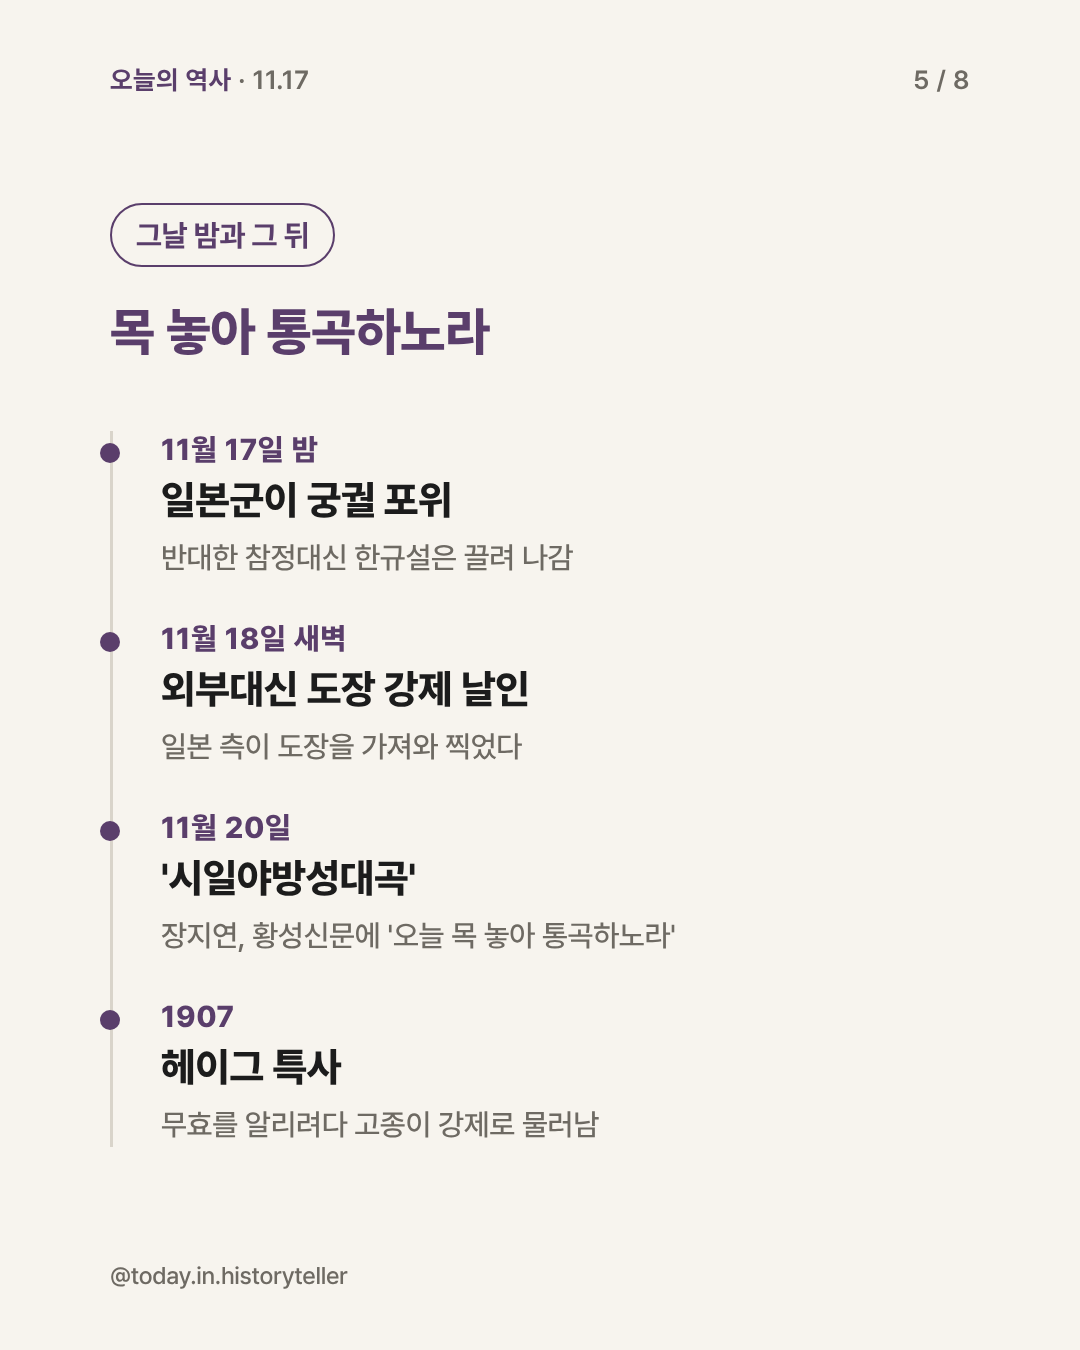 오늘의 역사 · 11.17
5 / 8
그날 밤과 그 뒤
목 놓아 통곡하노라
11월 17일 밤
일본군이 궁궐 포위
반대한 참정대신 한규설은 끌려 나감
11월 18일 새벽
외부대신 도장 강제 날인
일본 측이 도장을 가져와 찍었다
11월 20일
'시일야방성대곡'
장지연, 황성신문에 '오늘 목 놓아 통곡하노라'
1907
헤이그 특사
무효를 알리려다 고종이 강제로 물러남
@today.in.historyteller